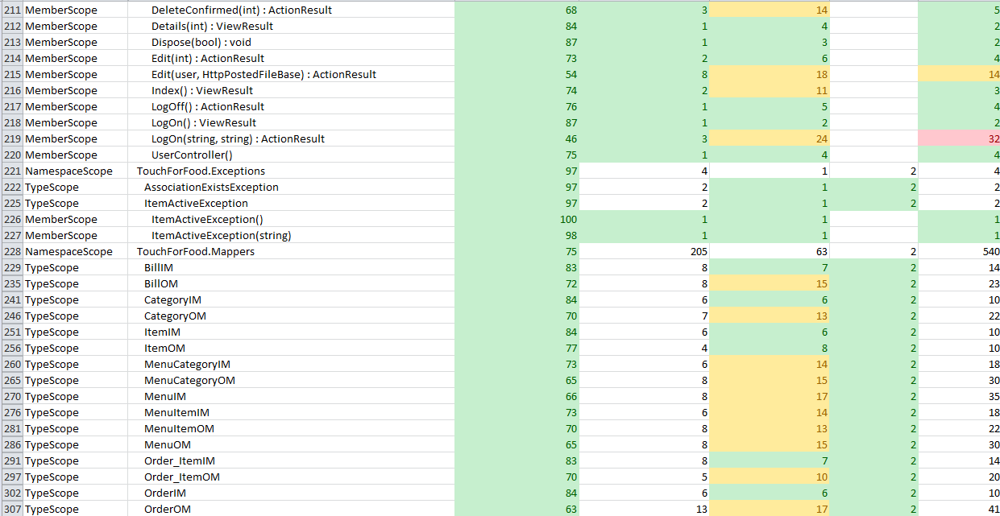 211 MemberScope DeleteConfirmed(int) : ActionResult 68 3 14 5
212 MemberScope Details(int) : ViewResult 84 1 4 2
213 MemberScope Dispose(bool) : void 87 1 3 2
214 MemberScope Edit(int) : ActionResult 73 2 6 4
215 MemberScope Edit(user, HttpPostedFileBase) : ActionResult 54 8 18 14
216 MemberScope Index() : ViewResult 74 2 11 3
217 MemberScope LogOff() : ActionResult 76 1 5 4
218 MemberScope LogOn() : ViewResult 87 1 2 2
219 MemberScope LogOn(string, string) : ActionResult 46 3 24 32
220 MemberScope UserController() 75 1 4 4
221 NamespaceScope TouchForFood.Exceptions 97 4 1 2 4
222 TypeScope AssociationExistsException 97 2 1 2 2
225 TypeScope ItemActiveException 97 2 1 2 2
226 MemberScope ItemActiveException() 100 1 1 1
227 MemberScope ItemActiveException(string) 98 1 1 1
228 NamespaceScope TouchForFood.Mappers 75 205 63 2 540
229 TypeScope BillIM 83 8 7 2 14
235 TypeScope BillOM 72 8 15 2 23
241 TypeScope CategoryIM 84 6 6 2 10
246 TypeScope CategoryOM 70 7 13 2 22
251 TypeScope ItemIM 84 6 6 2 10
256 TypeScope ItemOM 77 4 8 2 10
260 TypeScope MenuCategoryIM 73 6 14 2 18
265 TypeScope MenuCategoryOM 65 8 15 2 30
270 TypeScope MenuIM 66 8 17 2 35
276 TypeScope MenuItemIM 73 6 14 2 18
281 TypeScope MenuItemOM 70 8 13 2 22
286 TypeScope MenuOM 65 8 15 2 30
291 TypeScope Order_ItemIM 83 8 7 2 14
297 TypeScope Order_ItemOM 70 5 10 2 20
302 TypeScope OrderIM 84 6 6 2 10
307 TypeScope OrderOM 63 13 17 2 41